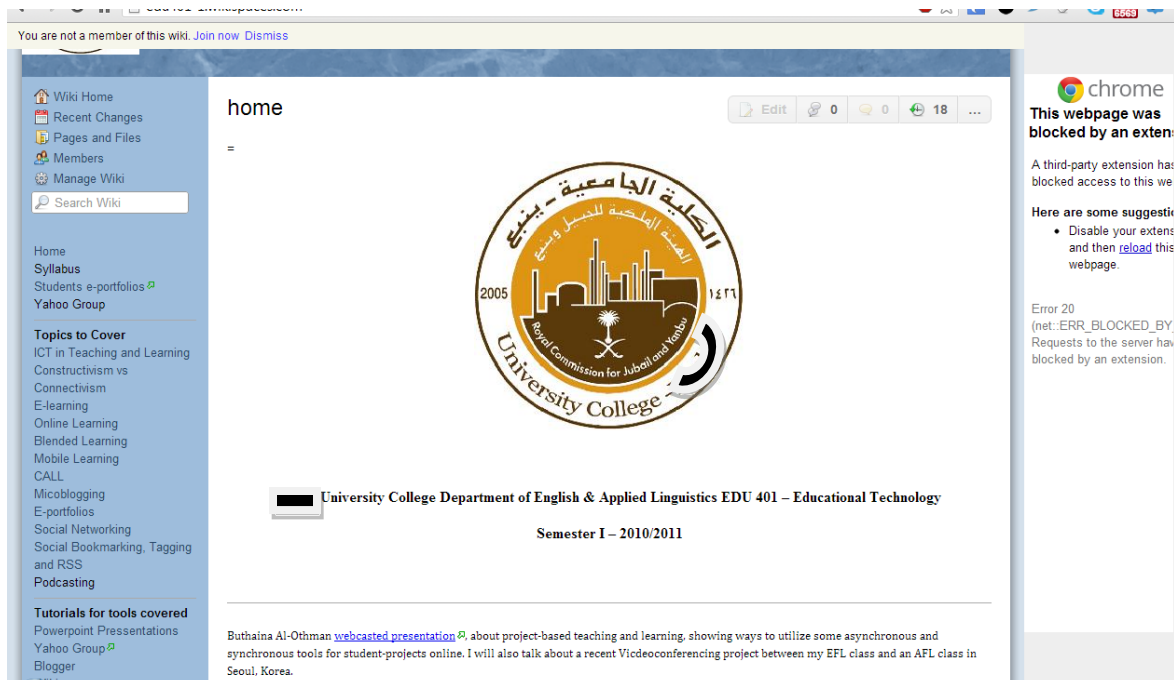 You are not a member of this wiki. Join now Dismiss
Wiki Home
Recent Changes
Pages and Files
Members
Manage Wiki
Search Wiki
Home
Syllabus
Students e-portfolios
Yahoo Group
Topics to Cover
ICT in Teaching and Learning
Constructivism vs
Connectivism
E-learning
Online Learning
Blended Learning
Mobile Learning
CALL
Micoblogging
E-portfolios
Social Networking
Social Bookmarking, Tagging
and RSS
Podcasting
Tutorials for tools covered
Powerpoint Pressentations
Yahoo Group
Blogger
home
Edit 0 0 18 ...
=
الكلية الجامعية - ينبع
الهيئة الملكية للجبيل وينبع
2005 ١٤٢٦
Royal Commission for Jubail and Yanbu
University College -
University College Department of English & Applied Linguistics EDU 401 – Educational Technology
Semester I – 2010/2011
Buthaina Al-Othman webcasted presentation, about project-based teaching and learning, showing ways to utilize some asynchronous and
synchronous tools for student-projects online. I will also talk about a recent Vicdeoconferencing project between my EFL class and an AFL class in
Seoul, Korea.
6569
chrome
This webpage was
blocked by an exten
A third-party extension has
blocked access to this we
Here are some suggestic
• Disable your extens
and then reload this
webpage.
Error 20
(net::ERR_BLOCKED_BY_
Requests to the server hav
blocked by an extension.